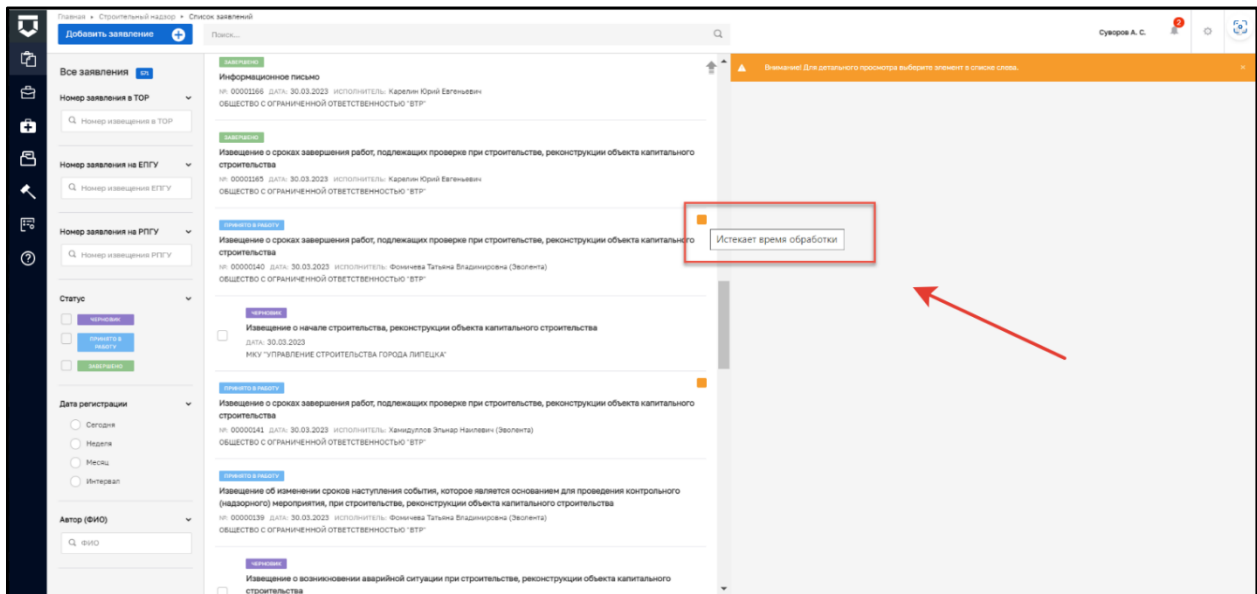 Главная • Строительный надзор • Список заявлений
Добавить заявление
Поиск...
Суворов А. С.
2
Все заявления 571
Номер заявления в ТОР
Номер извещения в ТОР
Номер заявления на ЕПГУ
Номер извещения ЕПГУ
Номер заявления на РПГУ
Номер извещения РПГУ
Статус
ЧЕРНОВИК
ПРИНЯТО В
РАБОТУ
ЗАВЕРШЕНО
Дата регистрации
Сегодня
Неделя
Месяц
Интервал
Автор (ФИО)
ФИО
ЗАВЕРШЕНО
Информационное письмо
№: 00001166 ДАТА: 30.03.2023 ИСПОЛНИТЕЛЬ: Карелин Юрий Евгеньевич
ОБЩЕСТВО С ОГРАНИЧЕННОЙ ОТВЕТСТВЕННОСТЬЮ "ВТР"
ЗАВЕРШЕНО
Извещение о сроках завершения работ, подлежащих проверке при строительстве, реконструкции объекта капитального
строительства
№: 00001165 ДАТА: 30.03.2023 ИСПОЛНИТЕЛЬ: Карелин Юрий Евгеньевич
ОБЩЕСТВО С ОГРАНИЧЕННОЙ ОТВЕТСТВЕННОСТЬЮ "ВТР"
ПРИНЯТО В РАБОТУ
Извещение о сроках завершения работ, подлежащих проверке при строительстве, реконструкции объекта капитального
строительства
№: 00000140 ДАТА: 30.03.2023 ИСПОЛНИТЕЛЬ: Фомичева Татьяна Владимировна (Эволента)
ОБЩЕСТВО С ОГРАНИЧЕННОЙ ОТВЕТСТВЕННОСТЬЮ "ВТР"
ЧЕРНОВИК
Извещение о начале строительства, реконструкции объекта капитального строительства
ДАТА: 30.03.2023
МКУ "УПРАВЛЕНИЕ СТРОИТЕЛЬСТВА ГОРОДА ЛИПЕЦКА"
ПРИНЯТО В РАБОТУ
Извещение о сроках завершения работ, подлежащих проверке при строительстве, реконструкции объекта капитального
строительства
№: 00000141 ДАТА: 30.03.2023 ИСПОЛНИТЕЛЬ: Хамидуллов Эльнар Наилевич (Эволента)
ОБЩЕСТВО С ОГРАНИЧЕННОЙ ОТВЕТСТВЕННОСТЬЮ "ВТР"
ПРИНЯТО В РАБОТУ
Извещение об изменении сроков наступления события, которое является основанием для проведения контрольного
(надзорного) мероприятия, при строительстве, реконструкции объекта капитального строительства
№: 00000139 ДАТА: 30.03.2023 ИСПОЛНИТЕЛЬ: Фомичева Татьяна Владимировна (Эволента)
ОБЩЕСТВО С ОГРАНИЧЕННОЙ ОТВЕТСТВЕННОСТЬЮ "ВТР"
ЧЕРНОВИК
Извещение о возникновении аварийной ситуации при строительстве, реконструкции объекта капитального
строительства
Внимание! Для детального просмотра выберите элемент в списке слева.
Истекает время обработки